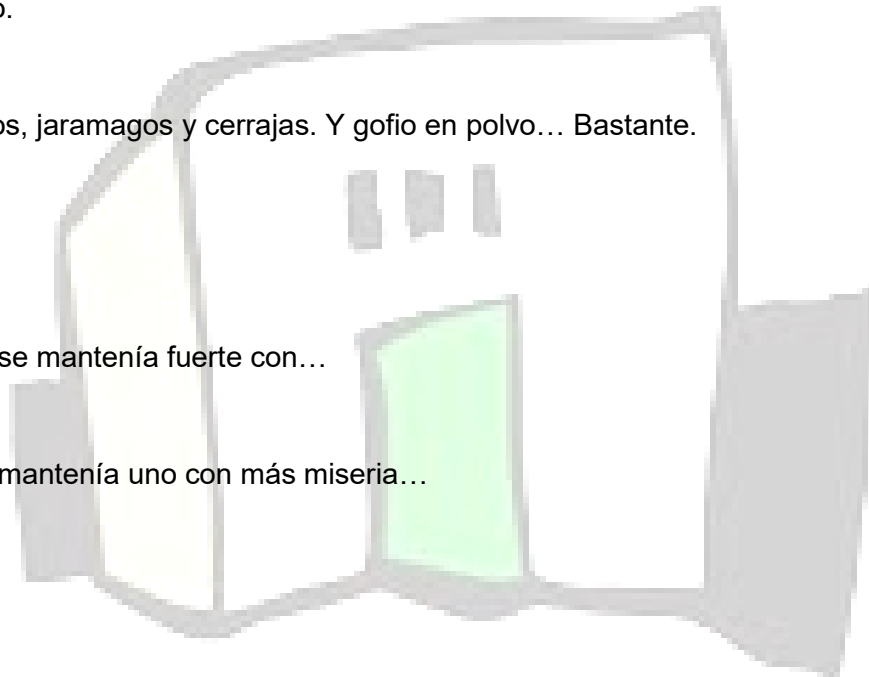 o.
os, jaramagos y cerrajas. Y gofio en polvo… Bastante.
se mantenía fuerte con…
mantenía uno con más miseria…